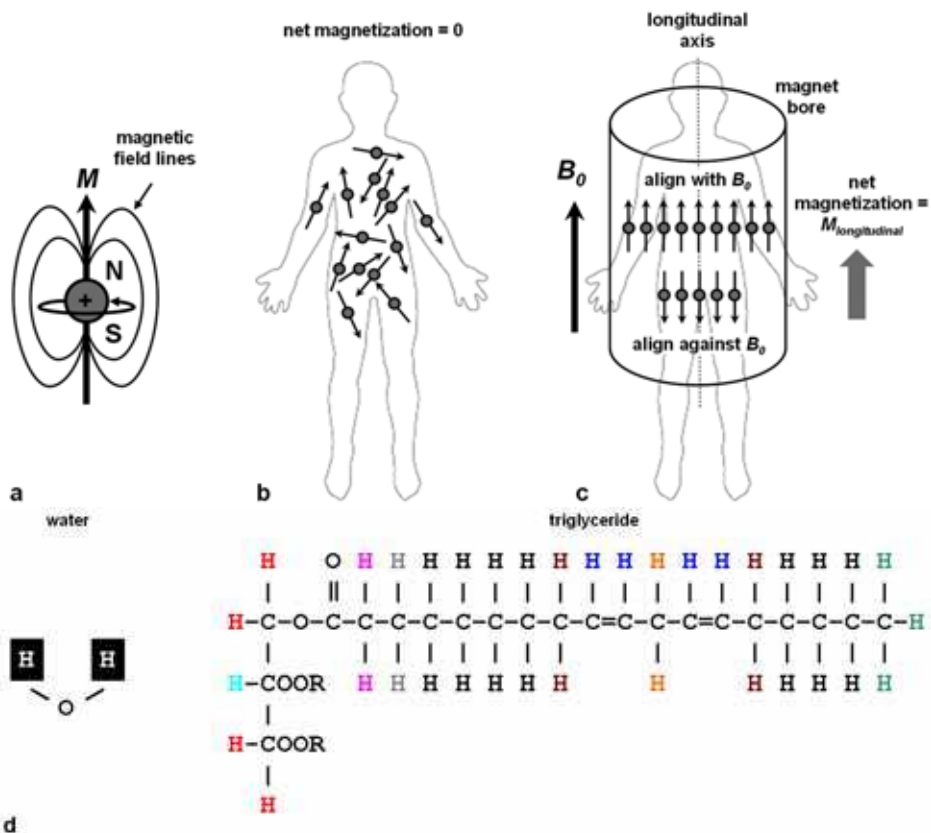 net magnetization = 0
longitudinal
axis
magnet
bore
magnetic
field lines
M
N
+
S
B0
align with B0
net
magnetization =
Mlongitudinal
align against B0
a
b
c
water
triglyceride
H O H H H H H H H H H H H H H H H H H
H-C-O-C-C-C-C-C-C-C-C-C=C-C-C=C-C-C-C-C-C-H
H H
O
H-COOR H H H H H H H H H H H H H
H-COOR
H
d